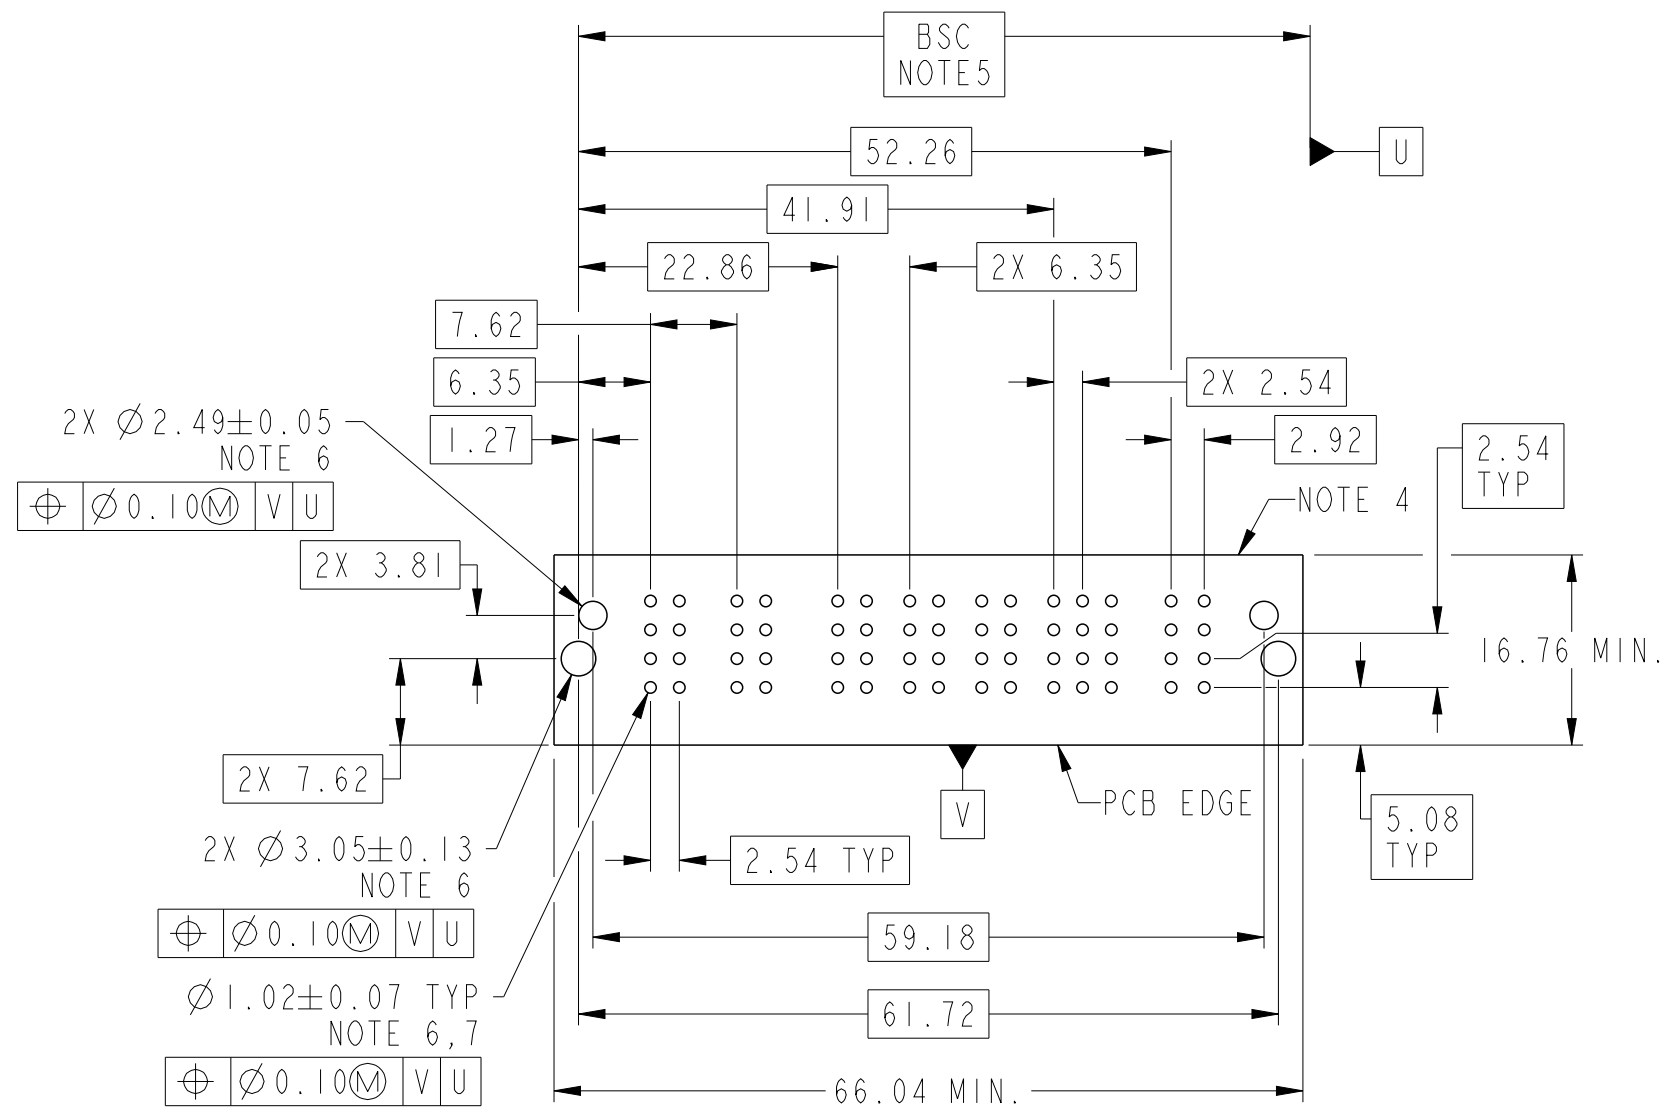 BSC
NOTE5
52.26
U
41.91
22.86
2X 6.35
7.62
6.35
2X 2.54
2X ⌀2.49±0.05
NOTE 6
1.27
2.92
2.54
TYP
⌖ ⌀0.10Ⓜ V U
NOTE 4
2X 3.81
16.76 MIN.
2X 7.62
V
PCB EDGE
5.08
TYP
2X ⌀3.05±0.13
NOTE 6
2.54 TYP
⌖ ⌀0.10Ⓜ V U
59.18
⌀1.02±0.07 TYP
NOTE 6,7
61.72
⌖ ⌀0.10Ⓜ V U
66.04 MIN.